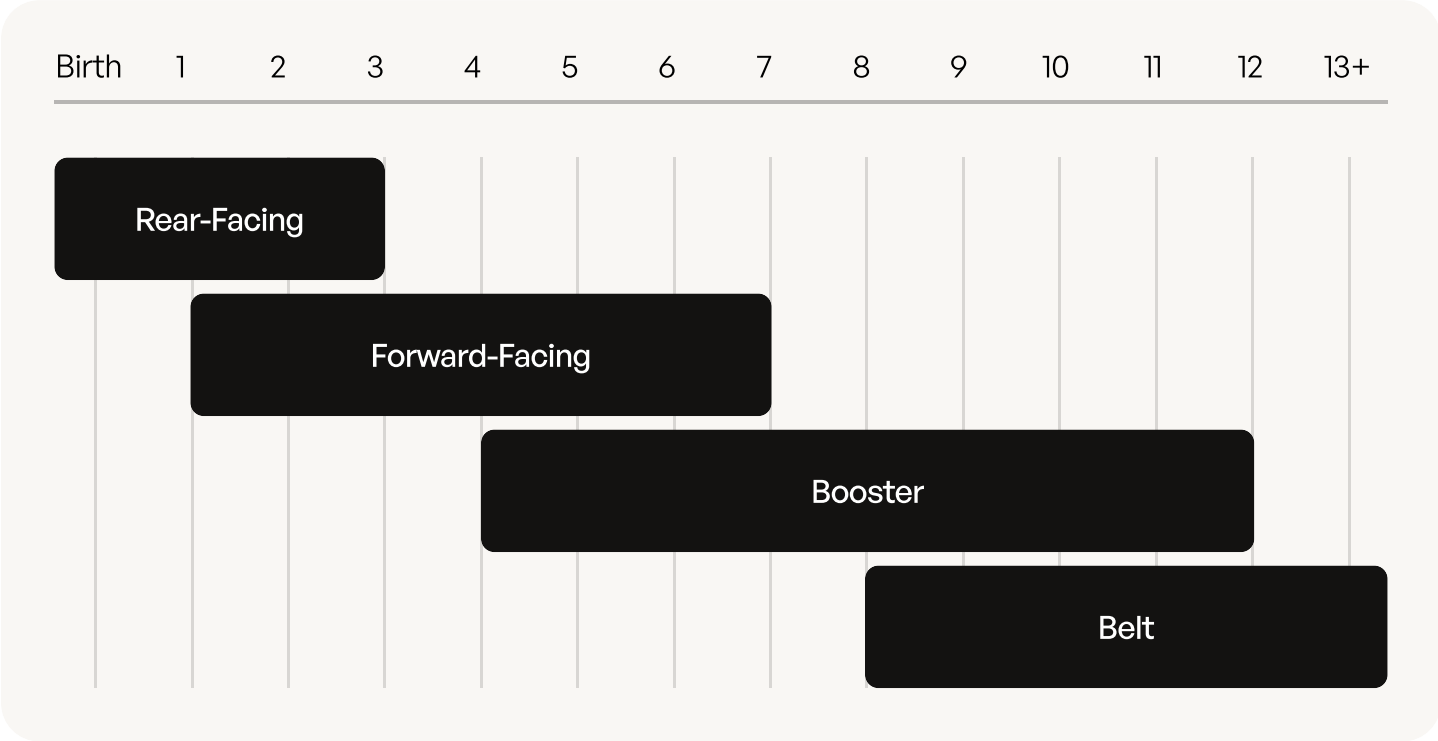 Birth 1 2 3 4 5 6 7 8 9 10 11 12 13+
Rear-Facing
Forward-Facing
Booster
Belt